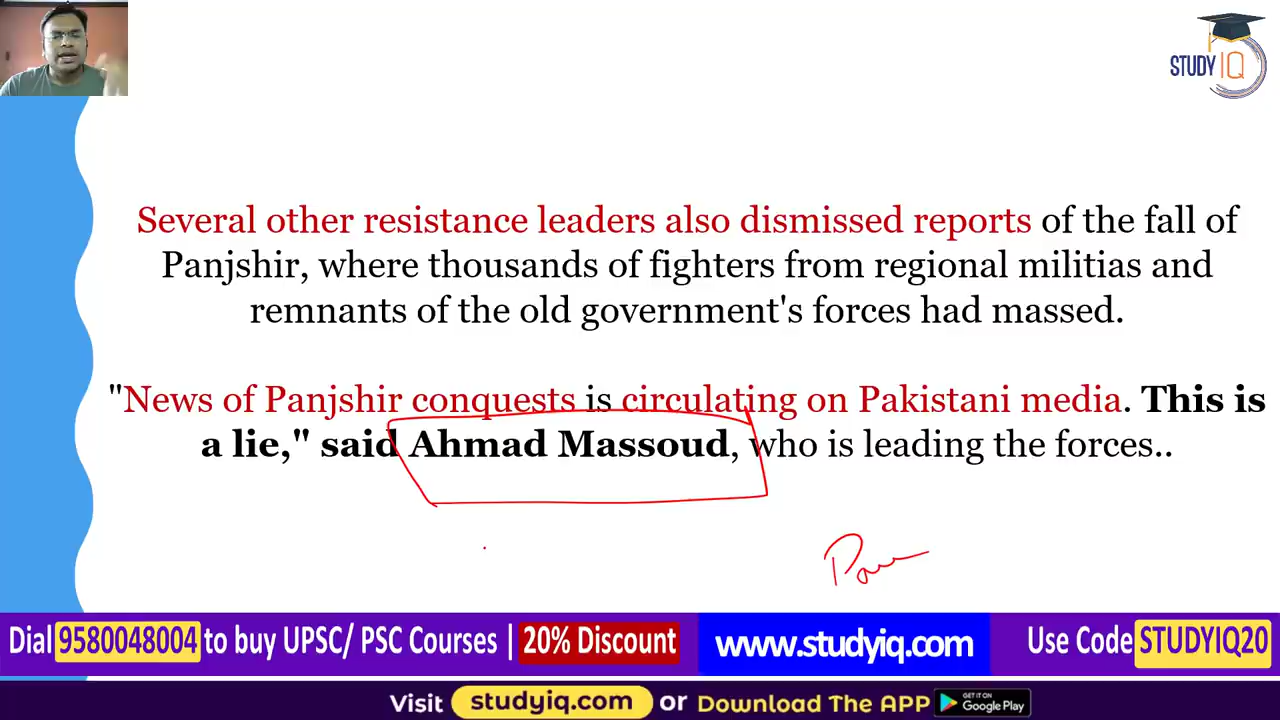 STUDY IQ
Several other resistance leaders also dismissed reports of the fall of
Panjshir, where thousands of fighters from regional militias and
remnants of the old government's forces had massed.
"News of Panjshir conquests is circulating on Pakistani media. This is
a lie," said Ahmad Massoud, who is leading the forces..
Dial 9580048004 to buy UPSC/ PSC Courses | 20% Discount
www.studyiq.com
Use Code STUDYIQ20
Visit studyiq.com or Download The APP GET IT ON Google Play